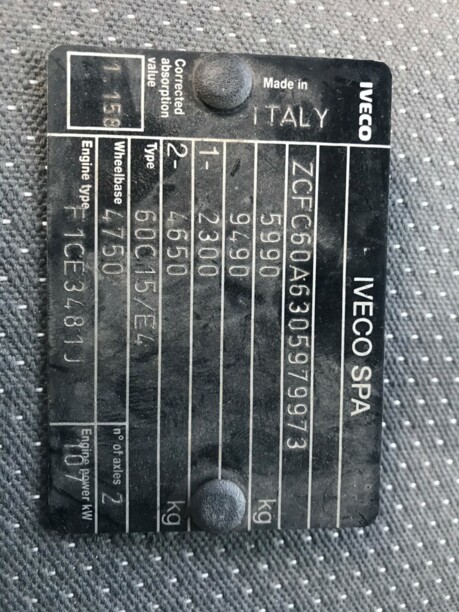 IVECO
IVECO SPA
Made in
ITALY
ZCFC60A6305979973
5990 kg
9490
1- 2300
2- 4650 kg
Corrected
absorption
value
1.158
Type 60C15/E4
Wheelbase 4750
n° of axles 2
Engine type F1CE3481J
Engine power kW
107